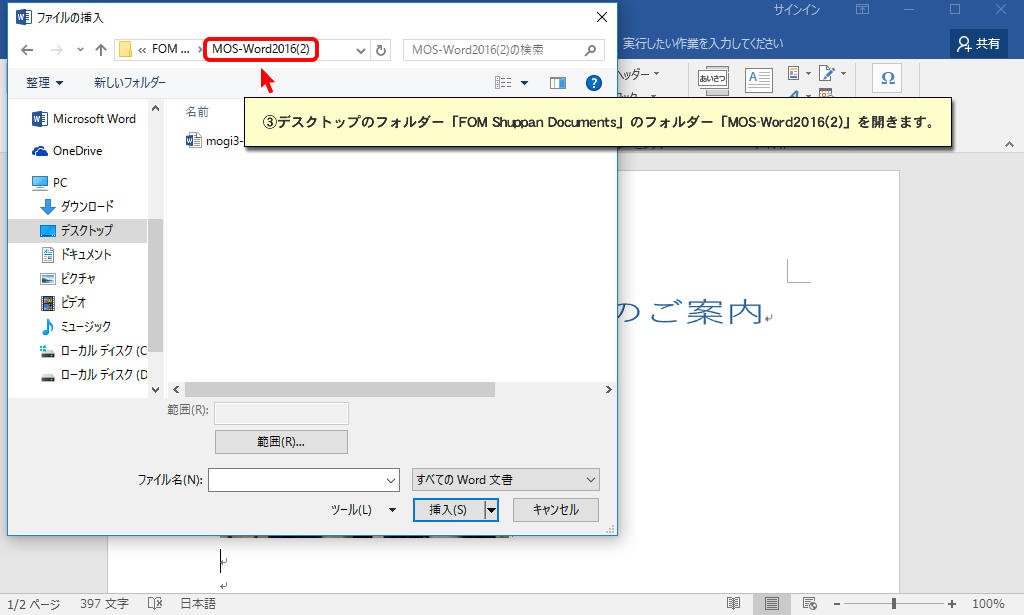 ファイルの挿入
サインイン
« FOM ... › MOS-Word2016(2)
MOS-Word2016(2)の検索
実行したい作業を入力してください
共有
整理
新しいフォルダー
ヘッダー
あいさつ
Ω
名前
③デスクトップのフォルダー「FOM Shuppan Documents」のフォルダー「MOS-Word2016(2)」を開きます。
Microsoft Word
mogi3-
OneDrive
PC
ダウンロード
デスクトップ
ドキュメント
ピクチャ
ビデオ
ミュージック
ローカル ディスク (C
ローカル ディスク (D
のご案内
範囲(R):
範囲(R)...
ファイル名(N):
すべての Word 文書
ツール(L)
挿入(S)
キャンセル
1/2 ページ
397 文字
日本語
100%